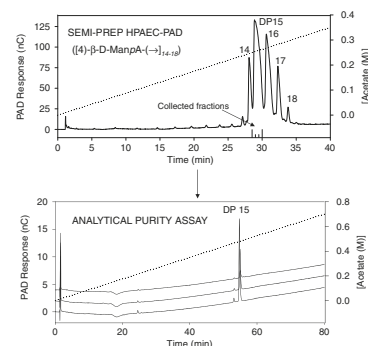 SEMI-PREP HPAEC-PAD
([4)-β-D-ManpA-(→]14-18)
DP15
14
16
17
18
Collected fractions
PAD Response (nC)
125
100
75
50
25
0
0 5 10 15 20 25 30 35 40
Time (min)
0.4
0.3
0.2
0.1
0.0
[Acetate (M)]
ANALYTICAL PURITY ASSAY
DP 15
PAD Response (nC)
20
15
10
5
0
0 20 40 60 80
Time (min)
0.8
0.6
0.4
0.2
0.0
[Acetate (M)]